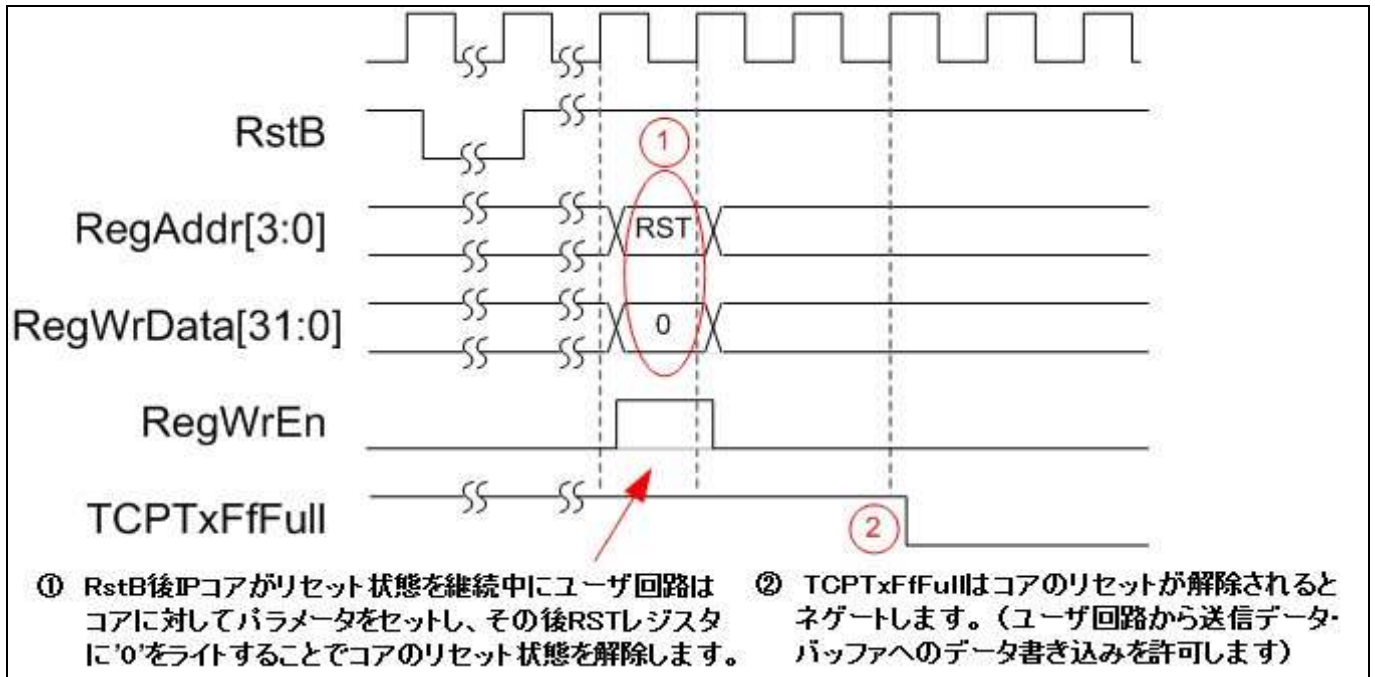 RstB
①
RegAddr[3:0]
RST
RegWrData[31:0]
0
RegWrEn
TCPTxFfFull
②
① RstB後IPコアがリセット状態を継続中にユーザ回路は
コアに対してパラメータをセットし、その後RSTレジスタ
に'0'をライトすることでコアのリセット状態を解除します。
② TCPTxFfFullはコアのリセットが解除されると
ネゲートします。（ユーザ回路から送信データ・
バッファへのデータ書き込みを許可します）